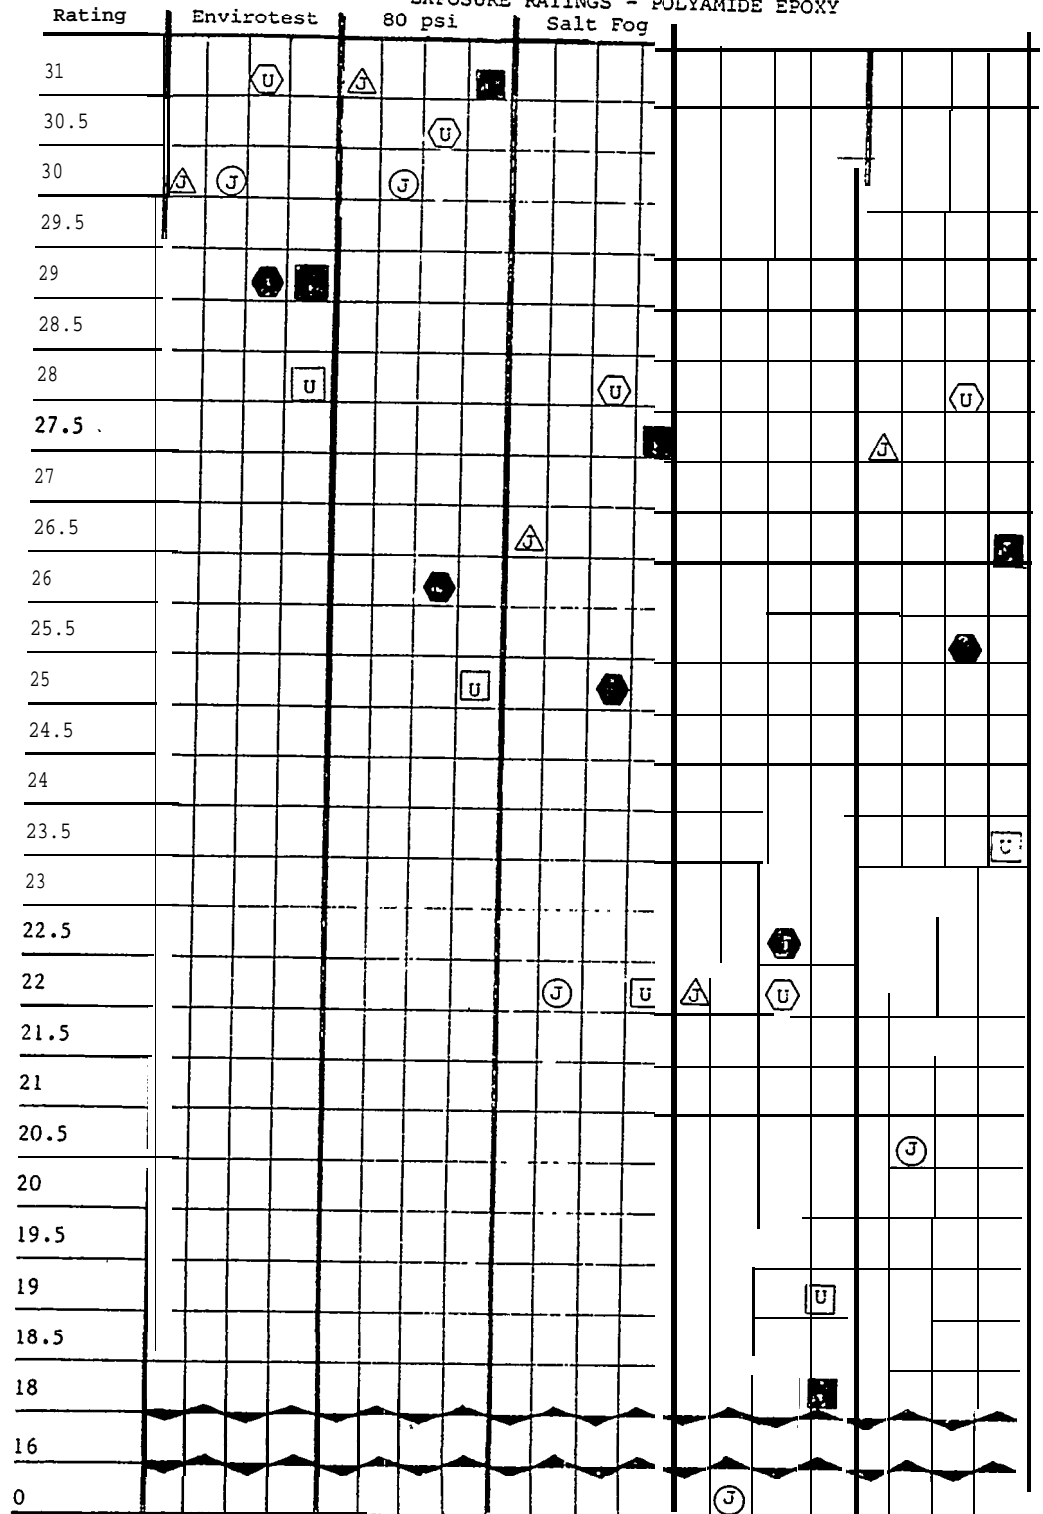 EXPOSURE RATINGS - POLYAMIDE EPOXY
Rating Envirotest 80 psi Salt Fog
31 U J
30.5 U
30 J J J
29.5
29
28.5
28 U U U
27.5 J
27
26.5 J
26
25.5
25 U
24.5
24
23.5 U
23
22.5 J
22 J U J U
21.5
21
20.5 J
20
19.5
19 U
18.5
18
16
0 J